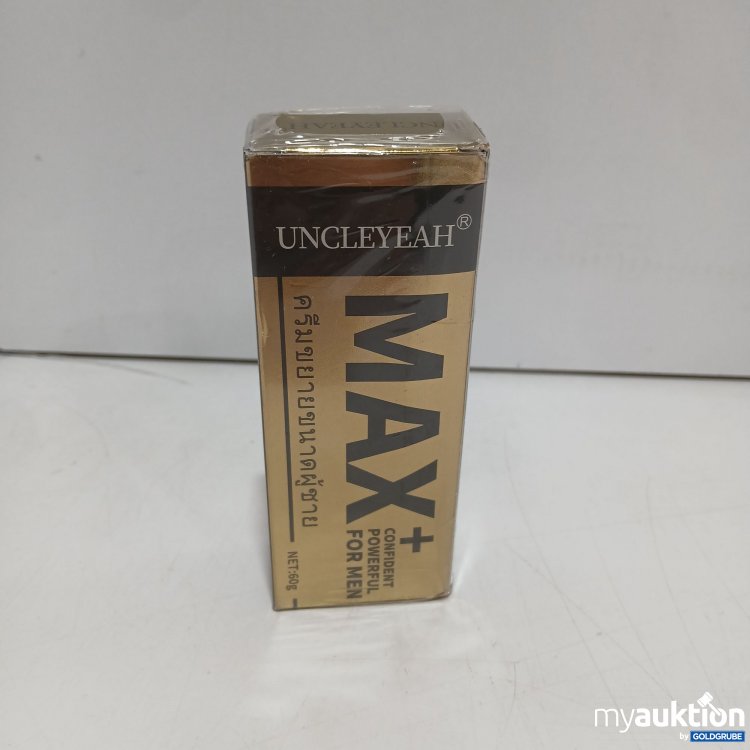 UNCLEYEAH
UNCLEYEAH®
MAX+
CONFIDENT
POWERFUL
FOR MEN
ครีมขยายขนาดผู้ชาย
NET:60g
myauktion
by GOLDGRUBE